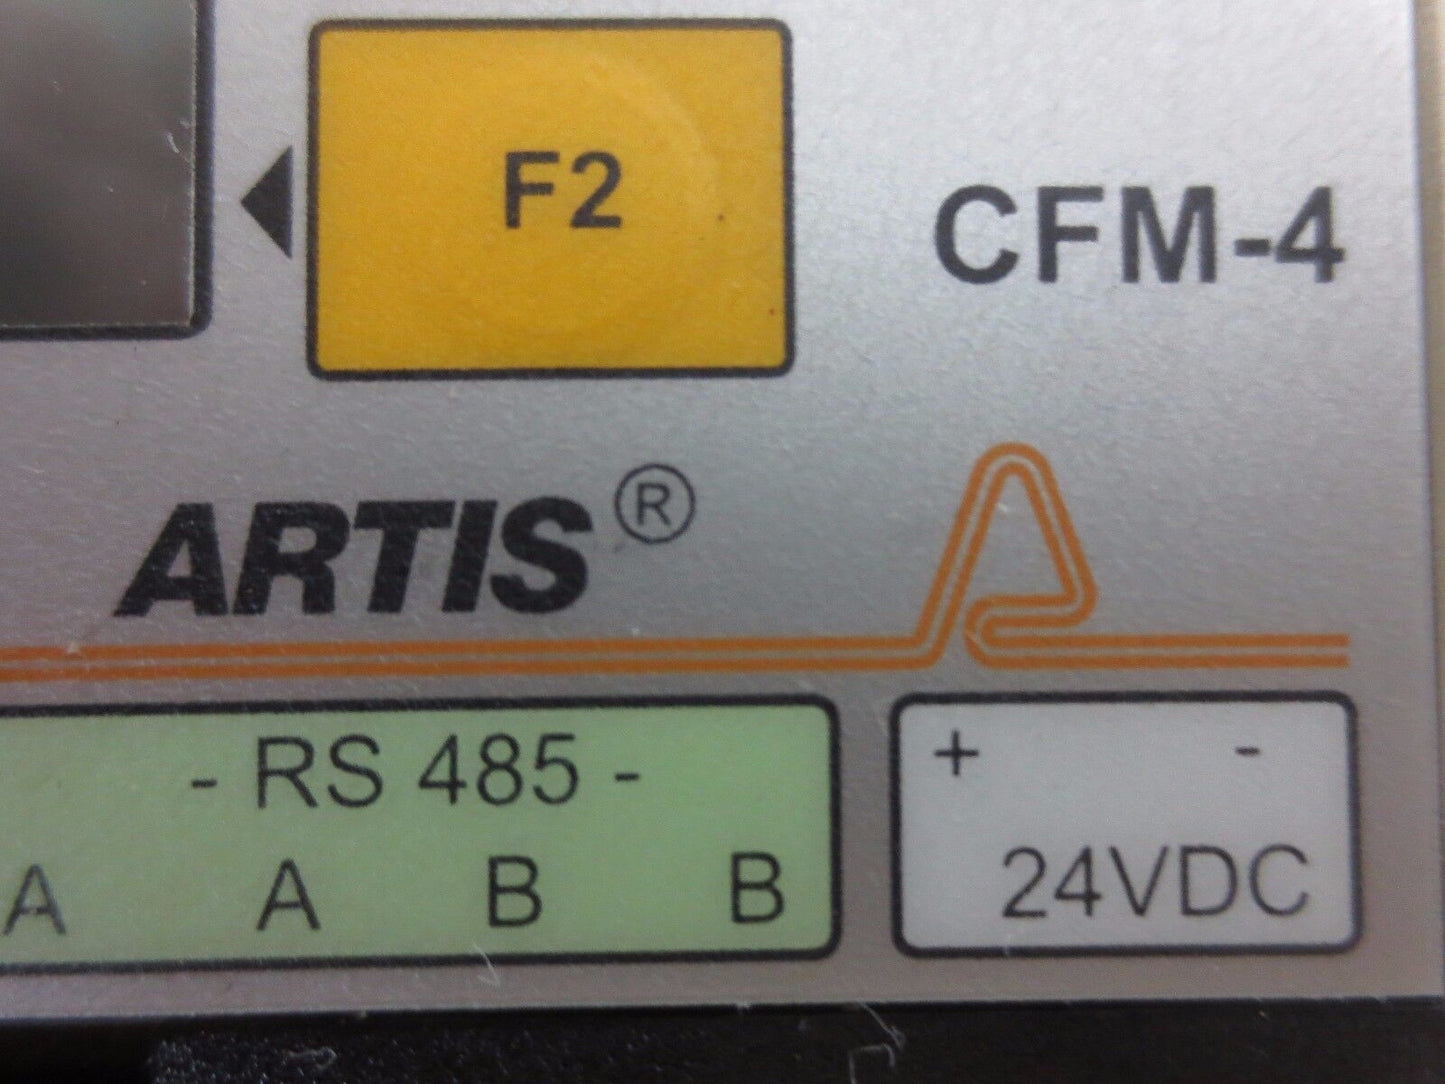 F2
CFM-4
ARTIS®
- RS 485 -
A A B B
+ -
24VDC